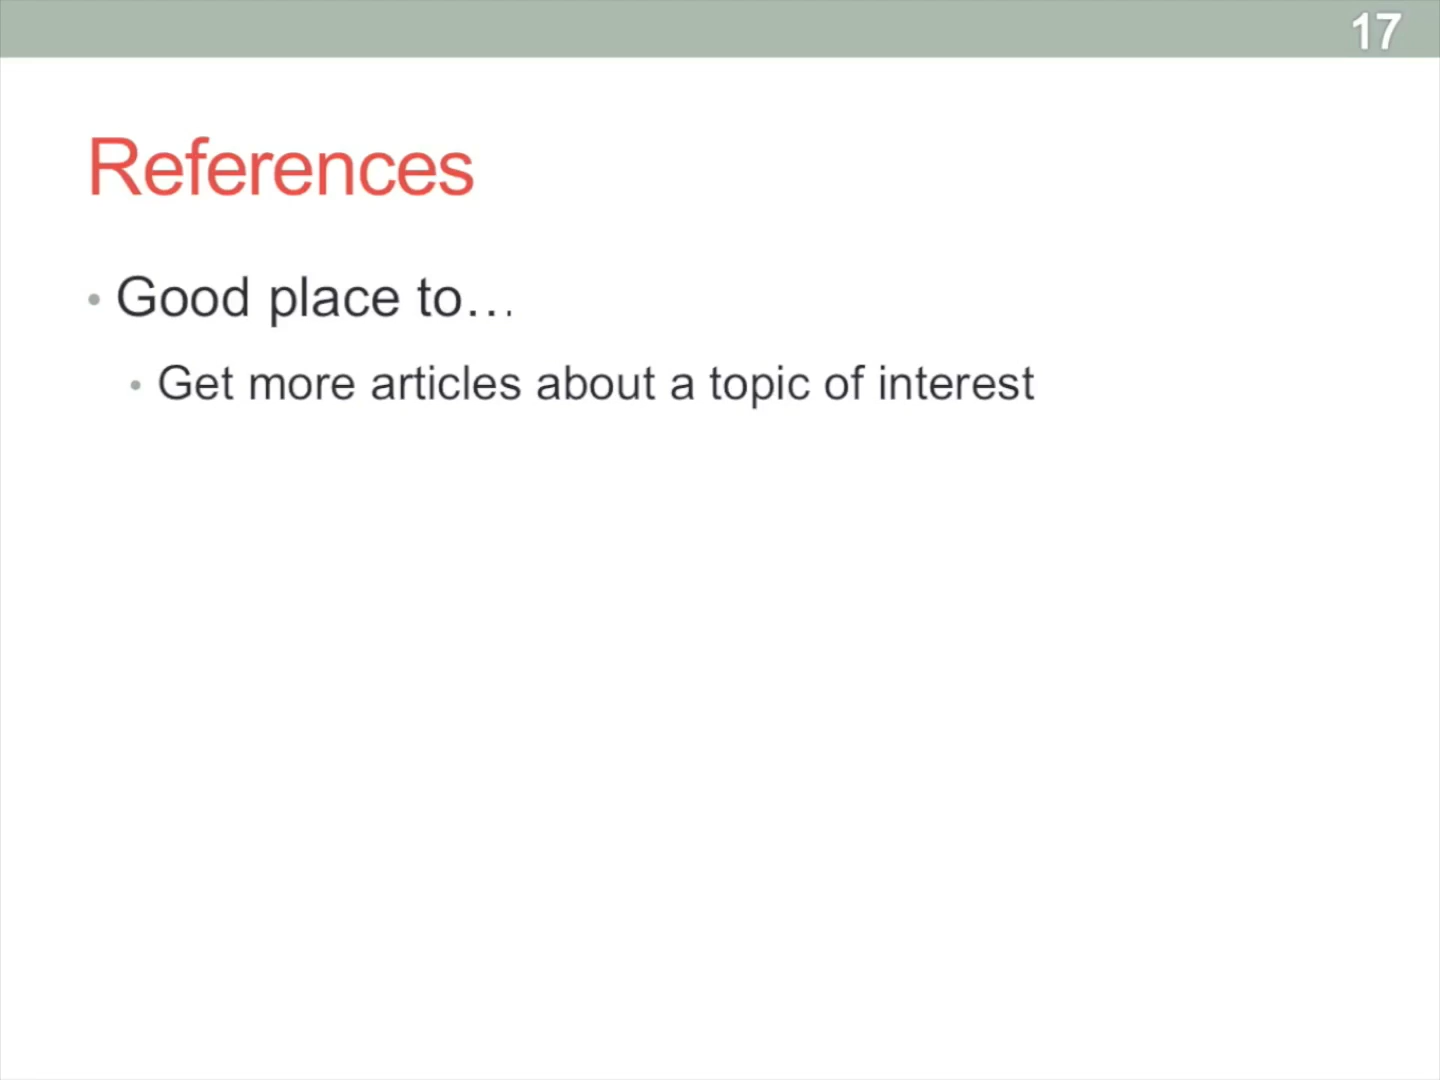 17
References
• Good place to…
• Get more articles about a topic of interest